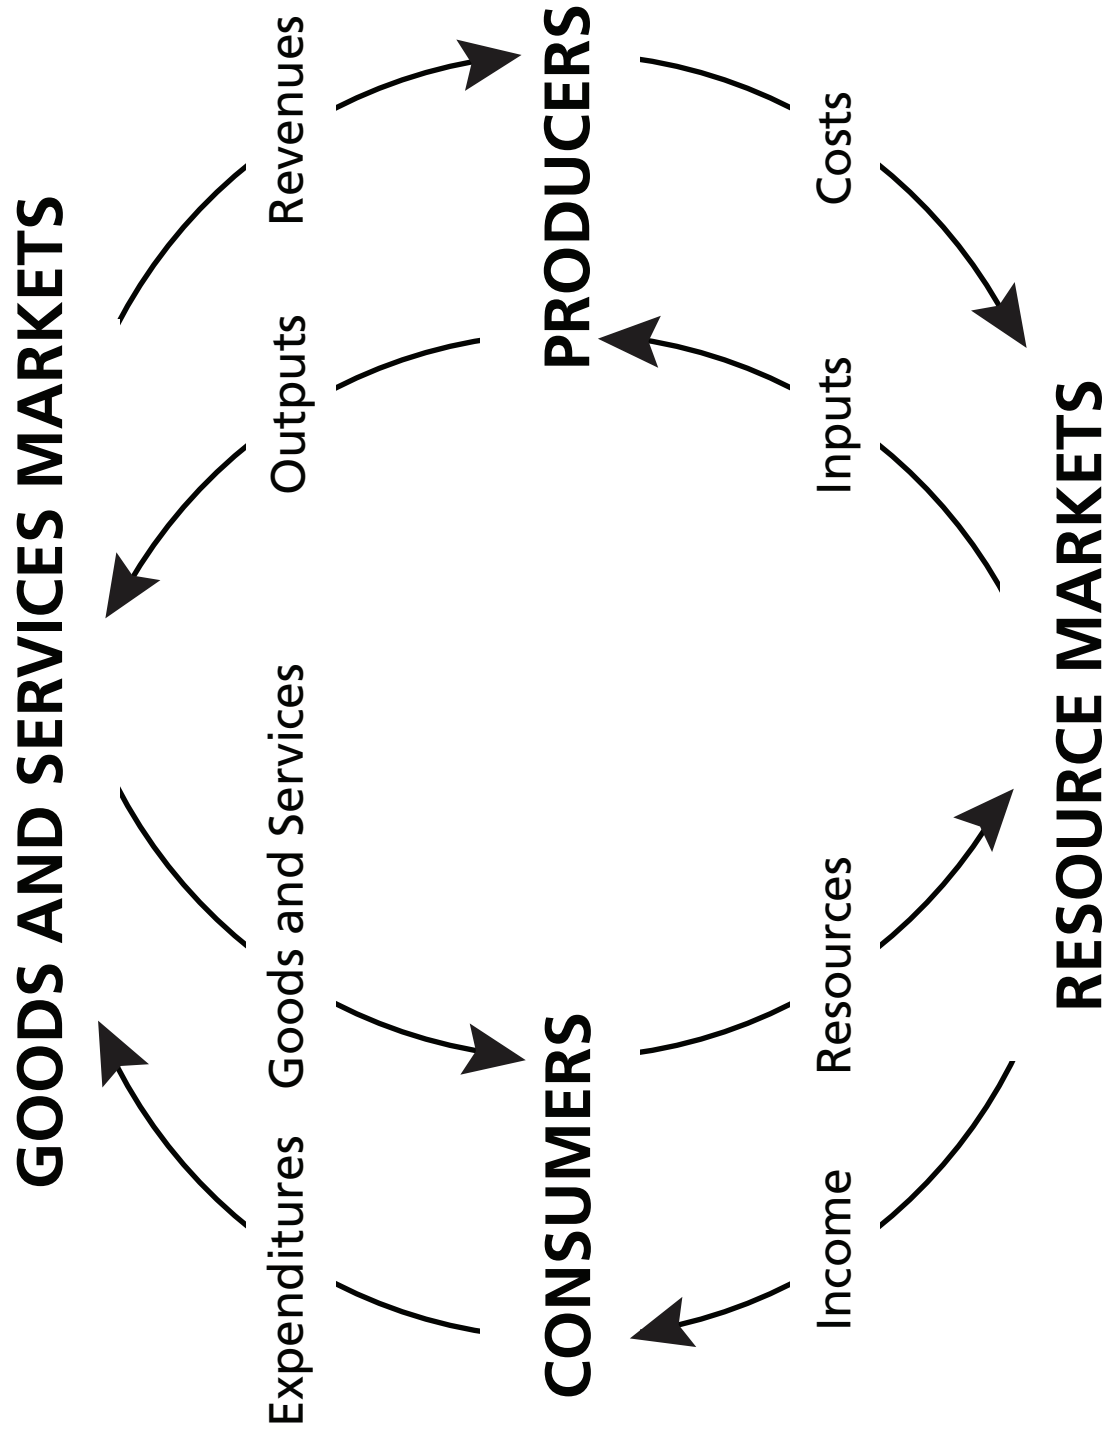 GOODS AND SERVICES MARKETS
Expenditures
Goods and Services
Outputs
Revenues
CONSUMERS
PRODUCERS
Income
Resources
Inputs
Costs
RESOURCE MARKETS